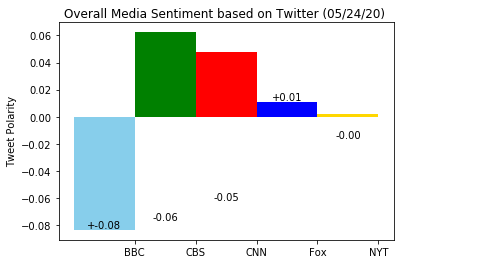 Overall Media Sentiment based on Twitter (05/24/20)
Tweet Polarity
0.06
0.04
0.02
0.00
−0.02
−0.04
−0.06
−0.08
+-0.08
-0.06
-0.05
+0.01
-0.00
BBC
CBS
CNN
Fox
NYT